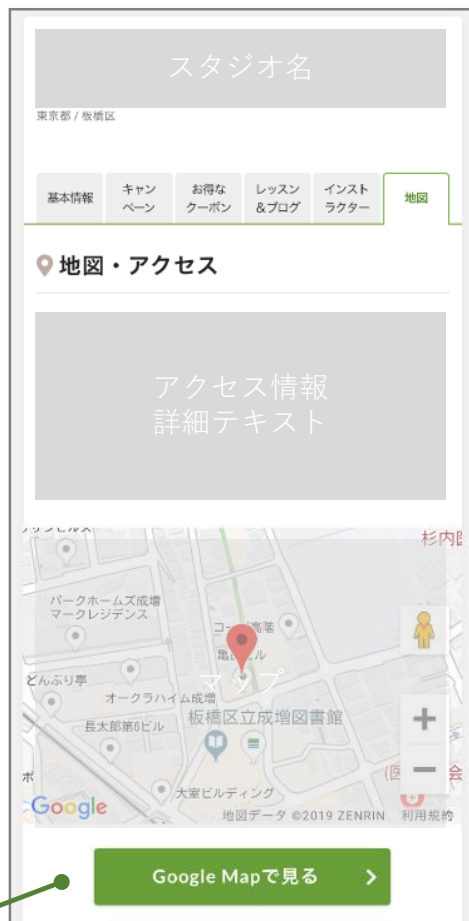 スタジオ名
東京都 / 板橋区
基本情報
キャン
ペーン
お得な
クーポン
レッスン
&ブログ
インスト
ラクター
地図
地図・アクセス
アクセス情報
詳細テキスト
杉内医
パークホームズ成増
マークレジデンス
コーポ高階
どんぶり亭
マップ
オークラハイム成増
板橋区立成増図書館
長太郎第6ビル
大室ビルディング
Google
地図データ ©2019 ZENRIN
利用規約
Google Mapで見る